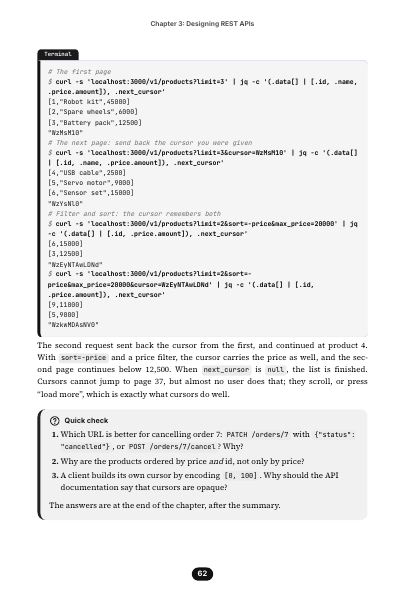 Chapter 3: Designing REST APIs
Terminal
# The first page
$ curl -s 'localhost:3000/v1/products?limit=3' | jq -c '(.data[] | [.id, .name,
.price.amount]), .next_cursor'
[1,"Robot kit",45000]
[2,"Spare wheels",6000]
[3,"Battery pack",12500]
"WzMsM10"
# The next page: send back the cursor you were given
$ curl -s 'localhost:3000/v1/products?limit=3&cursor=WzMsM10' | jq -c '(.data[]
| [.id, .name, .price.amount]), .next_cursor'
[4,"USB cable",2500]
[5,"Servo motor",9000]
[6,"Sensor set",15000]
"WzYsNl0"
# Filter and sort: the cursor remembers both
$ curl -s 'localhost:3000/v1/products?limit=2&sort=-price&max_price=20000' | jq
-c '(.data[] | [.id, .price.amount]), .next_cursor'
[6,15000]
[3,12500]
"WzEyNTAwLDNd"
$ curl -s 'localhost:3000/v1/products?limit=2&sort=-
price&max_price=20000&cursor=WzEyNTAwLDNd' | jq -c '(.data[] | [.id,
.price.amount]), .next_cursor'
[9,11000]
[5,9000]
"WzkwMDAsNV0"
The second request sent back the cursor from the first, and continued at product 4.
With sort=-price and a price filter, the cursor carries the price as well, and the sec-
ond page continues below 12,500. When next_cursor is null, the list is finished.
Cursors cannot jump to page 37, but almost no user does that; they scroll, or press
“load more”, which is exactly what cursors do well.
Quick check
1. Which URL is better for cancelling order 7: PATCH /orders/7 with {"status":
"cancelled"}, or POST /orders/7/cancel? Why?
2. Why are the products ordered by price and id, not only by price?
3. A client builds its own cursor by encoding [0, 100]. Why should the API
documentation say that cursors are opaque?
The answers are at the end of the chapter, after the summary.
62